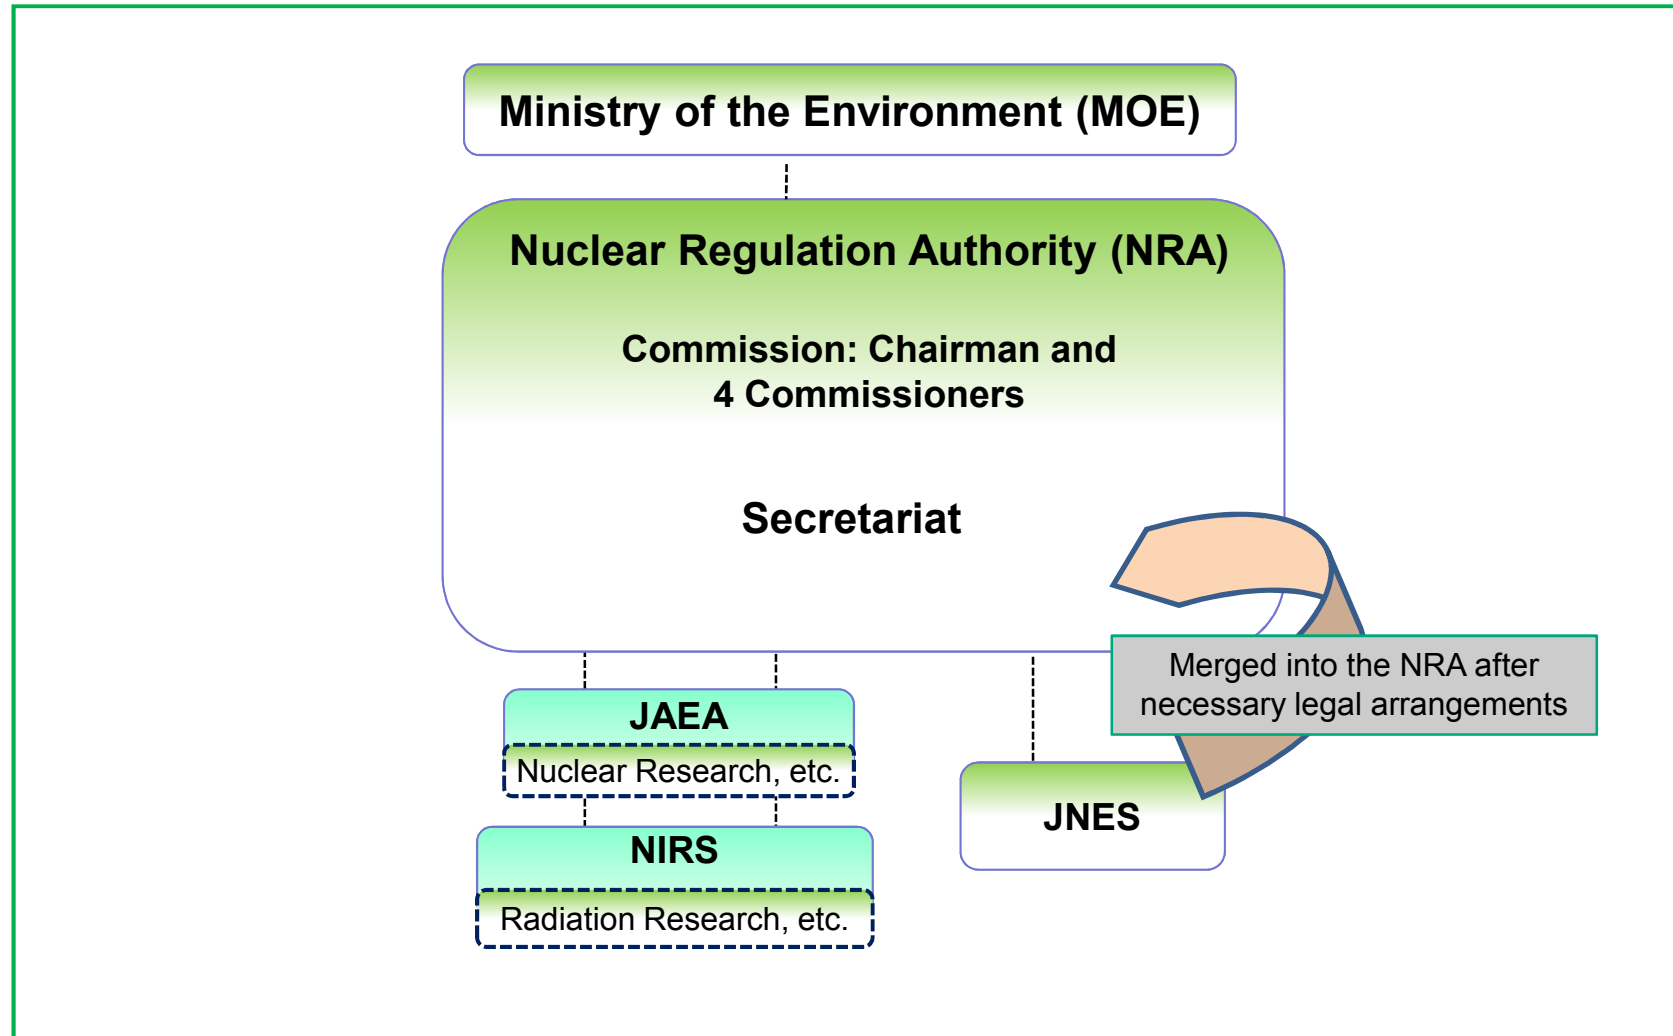 Ministry of the Environment (MOE)
Nuclear Regulation Authority (NRA)
Commission: Chairman and
4 Commissioners
Secretariat
Merged into the NRA after
necessary legal arrangements
JAEA
Nuclear Research, etc.
JNES
NIRS
Radiation Research, etc.